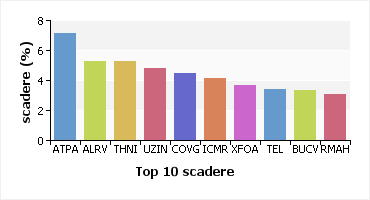 8
6
4
2
0
scadere (%)
ATPA ALRV THNI UZIN COVG ICMR XFOA TEL BUCV RMAH
Top 10 scadere